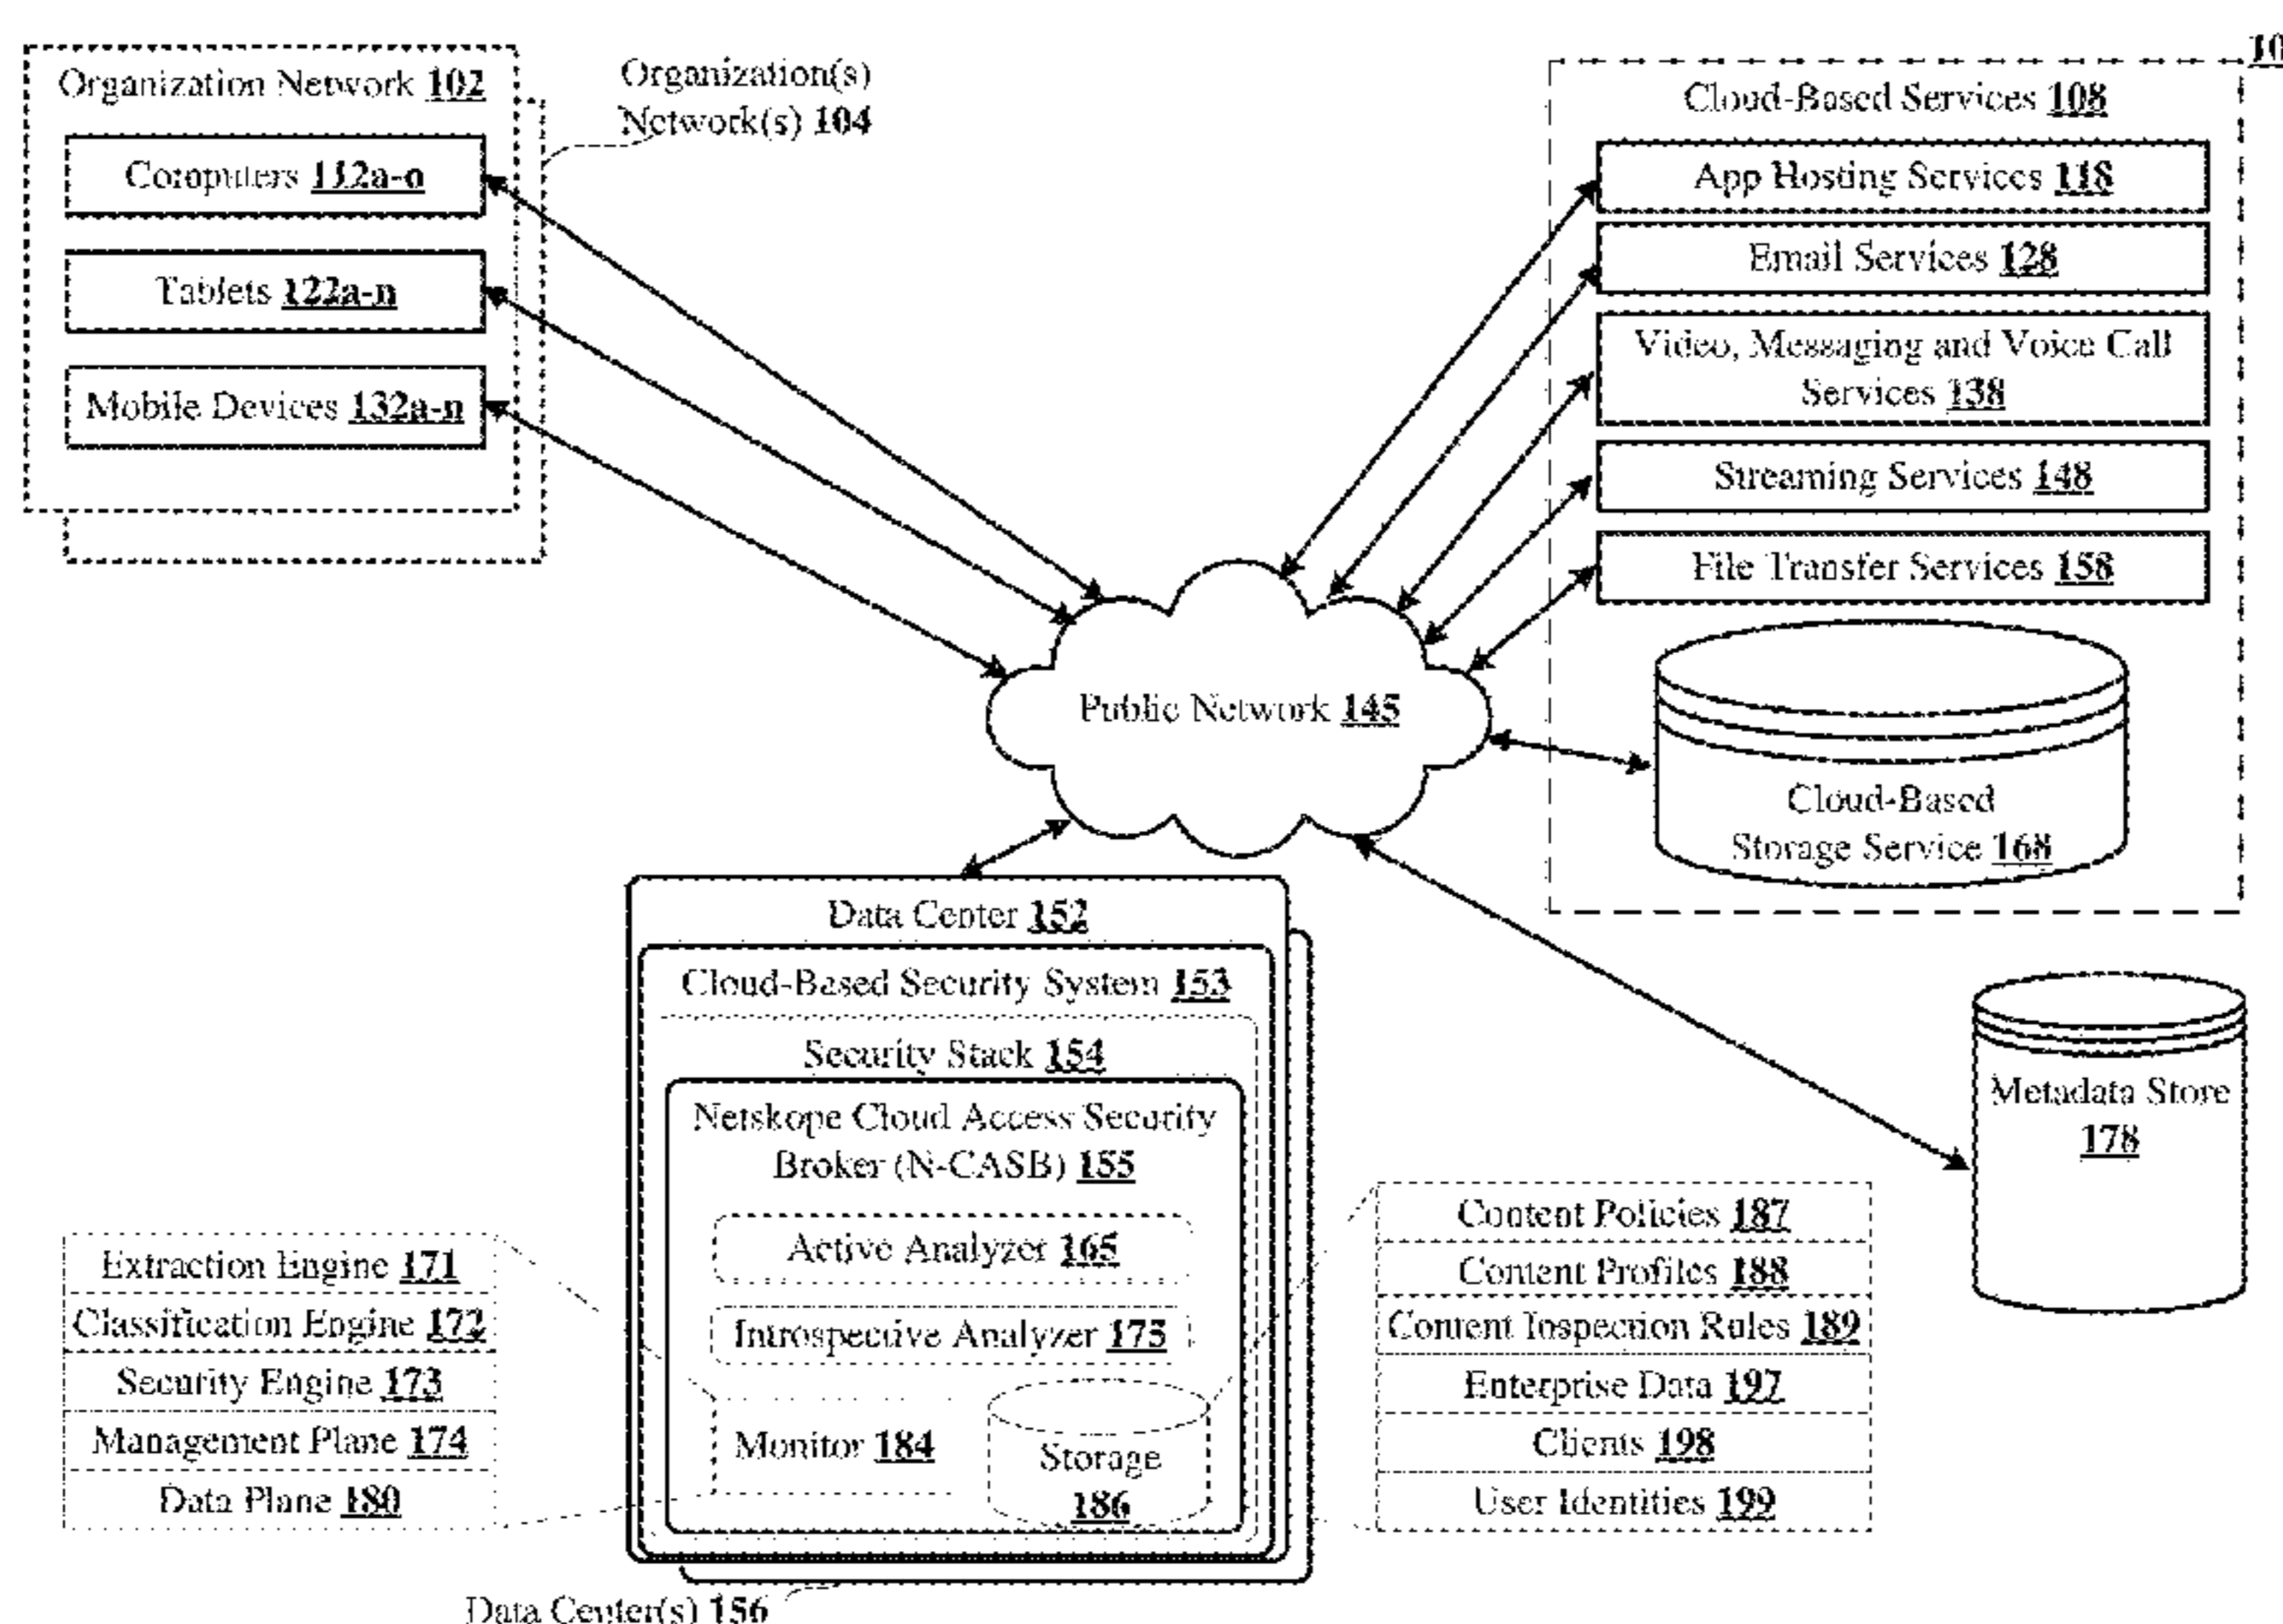 Organization Network 102
Computers 112a-n
Tablets 122a-n
Mobile Devices 132a-n
Organization(s)
Network(s) 104
Cloud-Based Services 108
App Hosting Services 118
Email Services 128
Video, Messaging and Voice Call
Services 138
Streaming Services 148
File Transfer Services 158
Cloud-Based
Storage Service 168
Public Network 145
Data Center 152
Cloud-Based Security System 153
Security Stack 154
Netskope Cloud Access Security
Broker (N-CASB) 155
Active Analyzer 165
Introspective Analyzer 175
Monitor 184
Storage
186
Extraction Engine 171
Classification Engine 172
Security Engine 173
Management Plane 174
Data Plane 180
Content Policies 187
Content Profiles 188
Content Inspection Rules 189
Enterprise Data 197
Clients 198
User Identities 199
Metadata Store
178
Data Center(s) 156